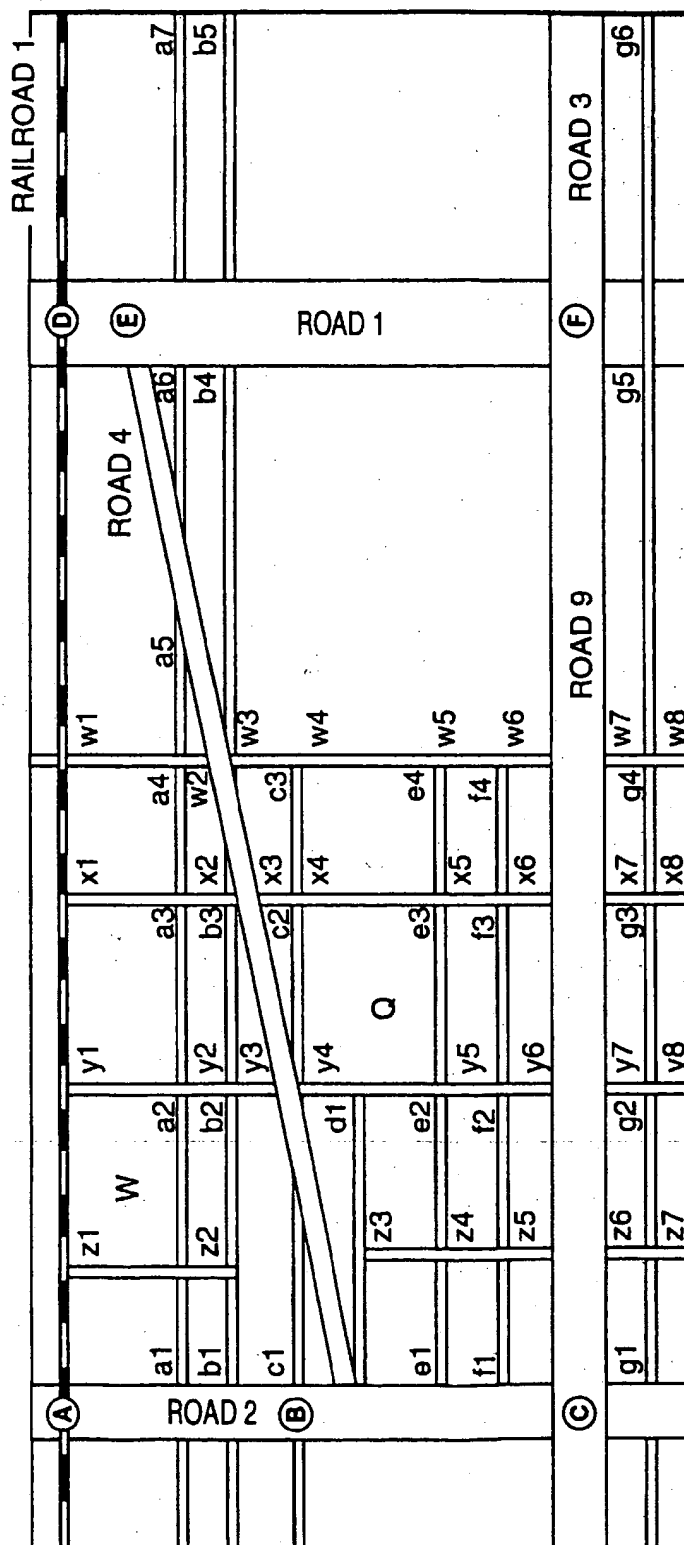 RAILROAD 1
A D
z1 y1 x1 w1
W ROAD 4 E
a1 a2 a3 a4 a5 a6 a7
ROAD 2 b1 z2 b2 y2 b3 x2 w2 b4 b5
y3 w3
B c1 c2 x3 c3
y4 x4 w4
d1 ROAD 1
z3 Q
e1 e2 e3 e4
z4 y5 x5 w5
f1 f2 f3 f4
z5 y6 x6 w6
C ROAD 9 F ROAD 3
g1 z6 g2 y7 g3 x7 g4 w7 g5 g6
z7 y8 x8 w8